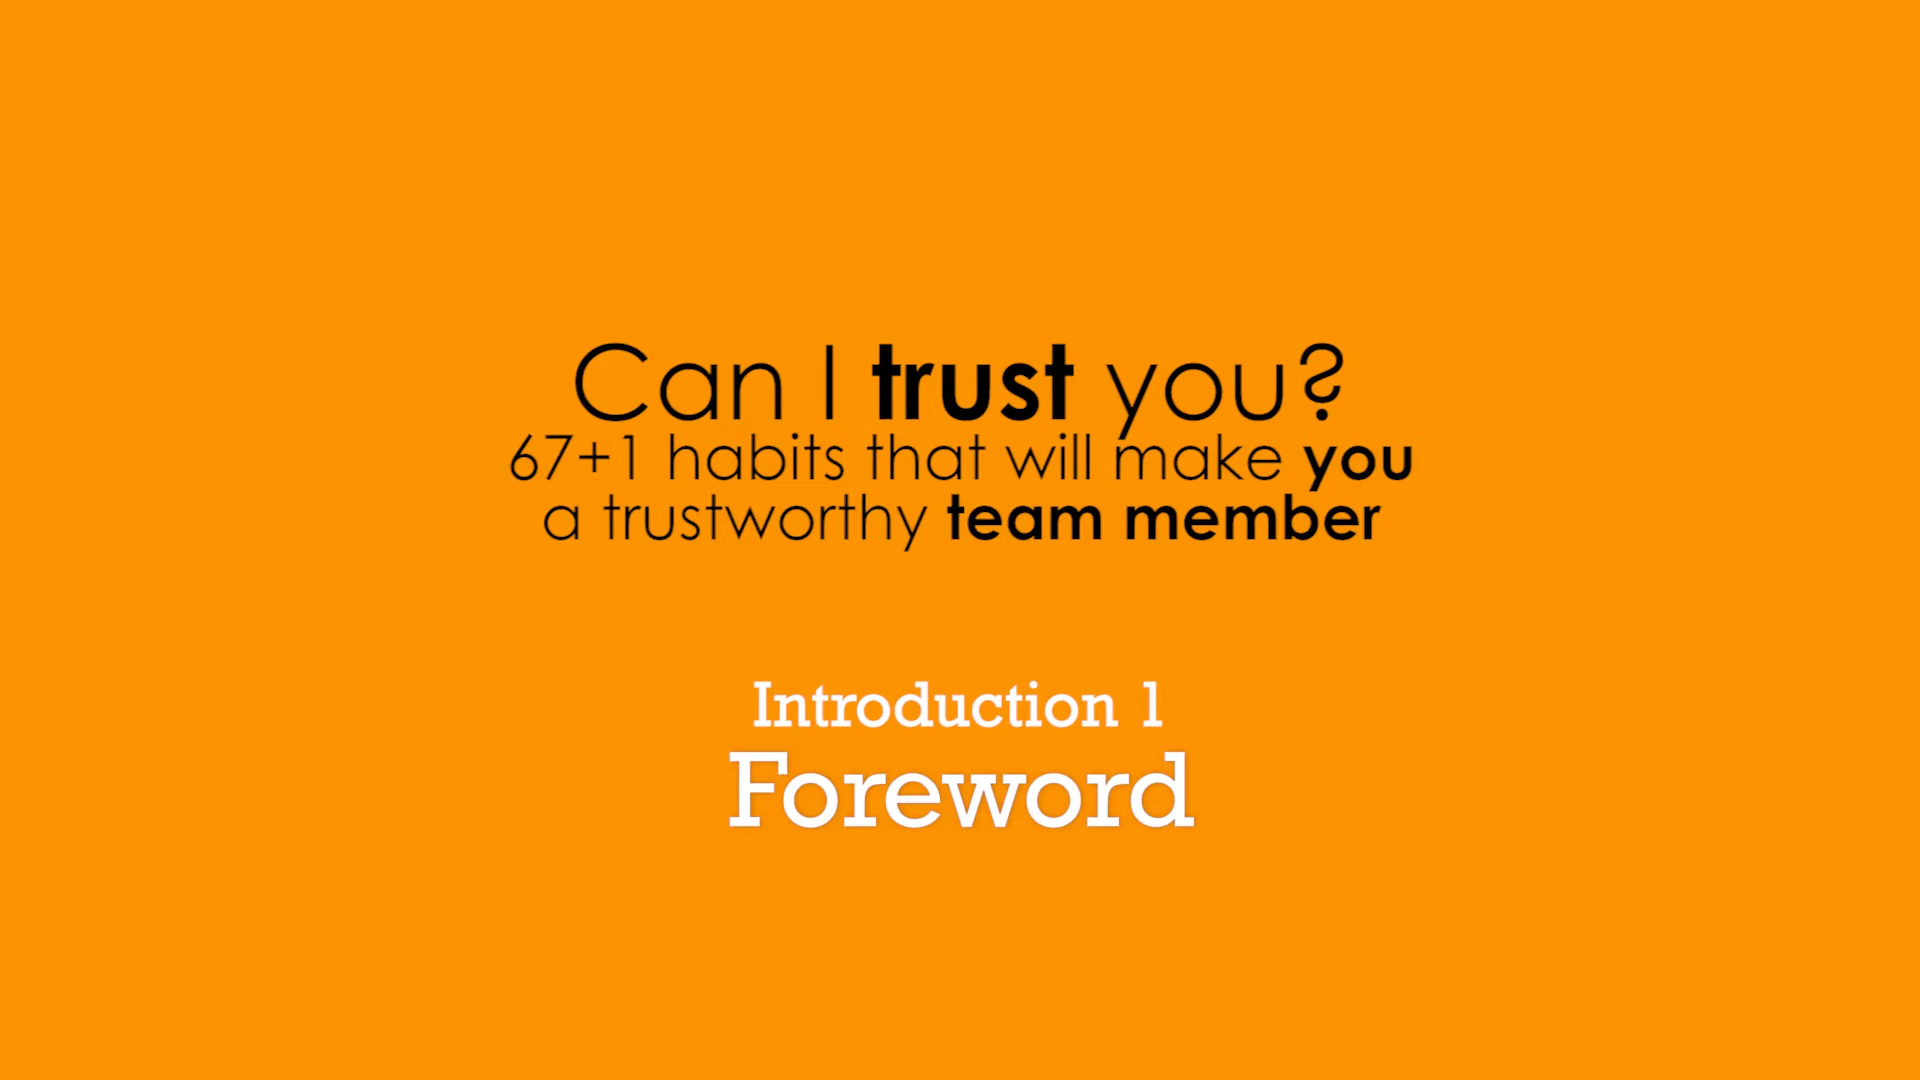 Can I trust you?
67+1 habits that will make you
a trustworthy team member
Introduction 1
Foreword